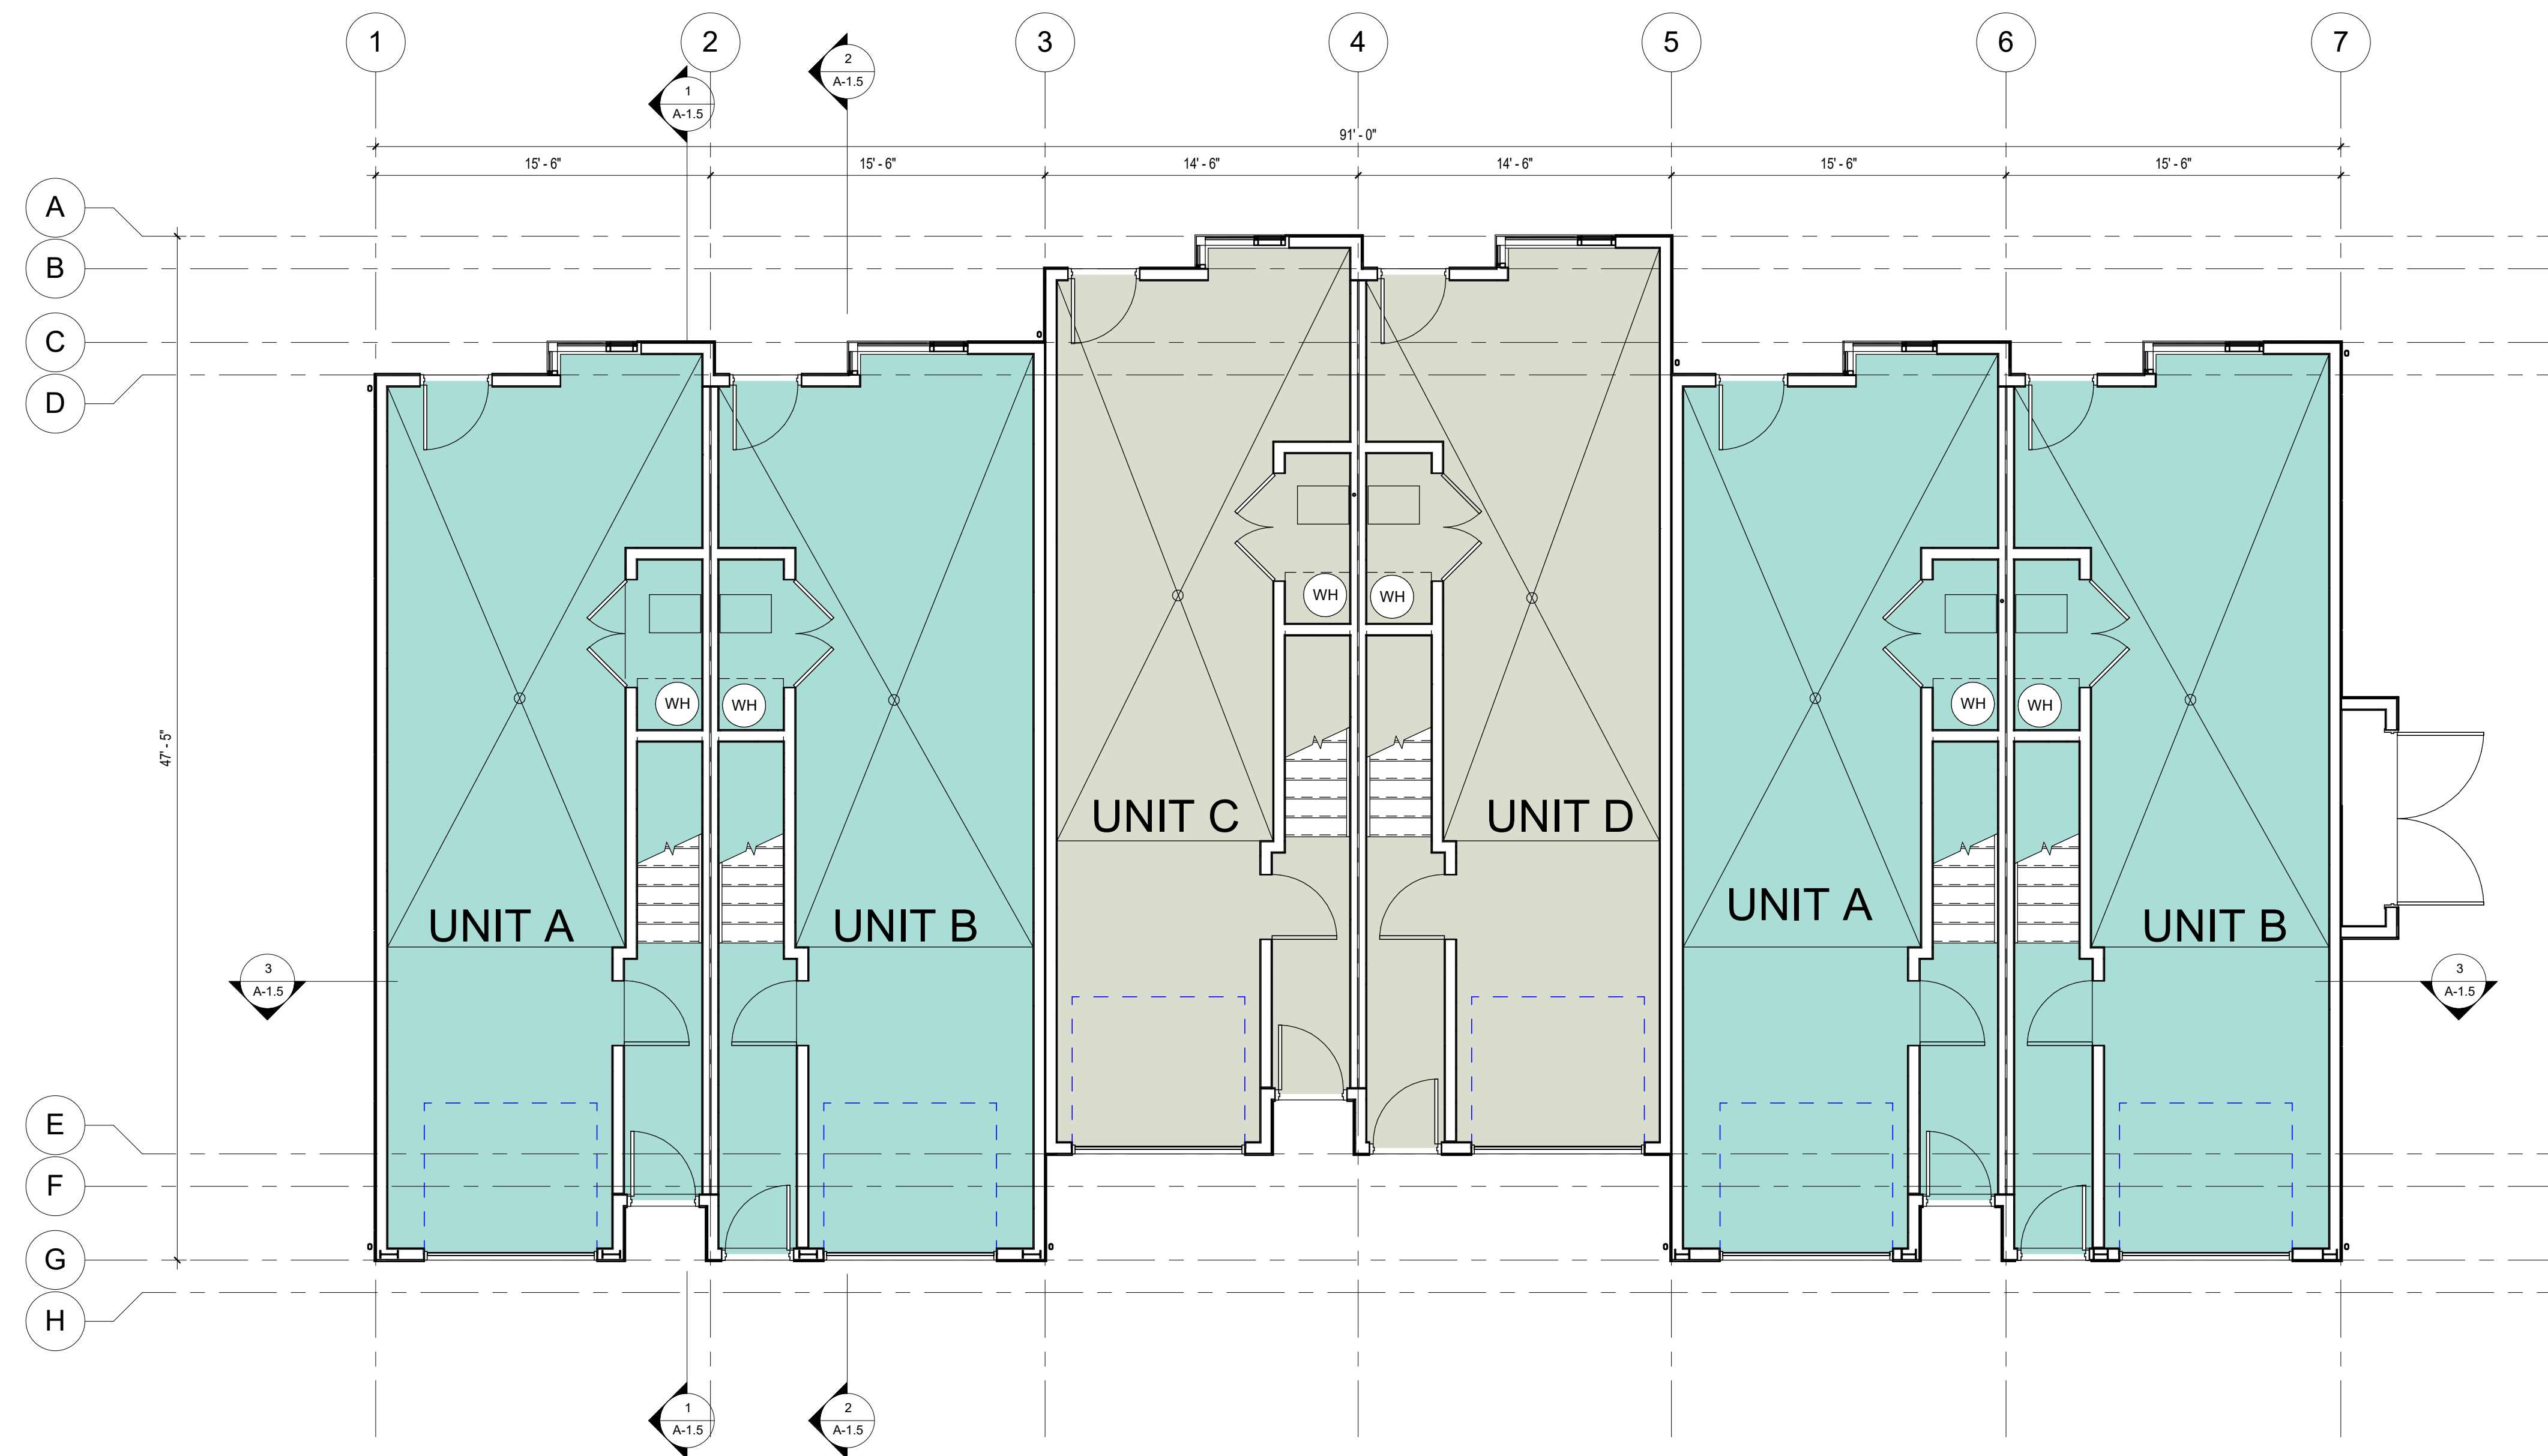 1
2
3
4
5
6
7
2
A-1.5
1
A-1.5
91' - 0"
15' - 6"
15' - 6"
14' - 6"
14' - 6"
15' - 6"
15' - 6"
A
B
C
D
47' - 5"
WH
WH
WH
WH
WH
WH
UNIT C
UNIT D
UNIT A
UNIT B
UNIT A
UNIT B
3
A-1.5
3
A-1.5
E
F
G
H
1
A-1.5
2
A-1.5